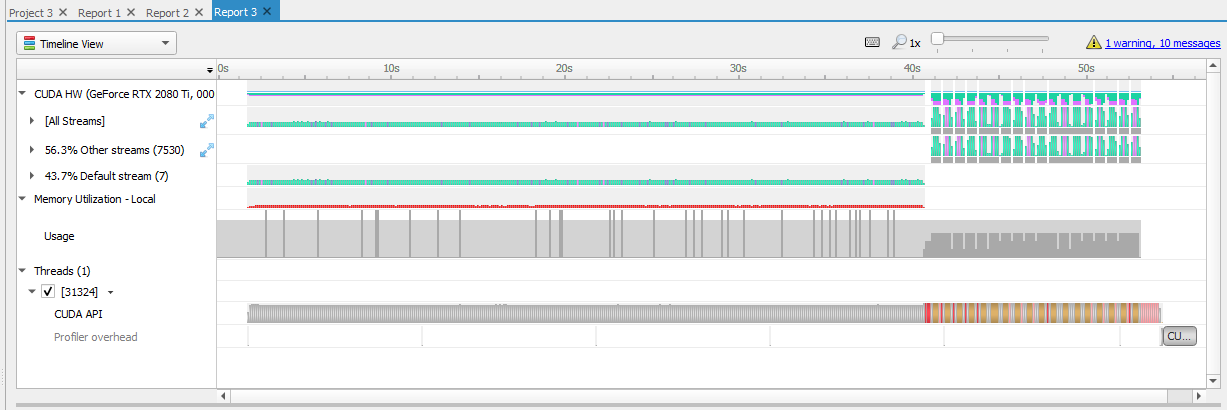 Project 3 Report 1 Report 2 Report 3
Timeline View 1x 1 warning, 10 messages
0s 10s 20s 30s 40s 50s
CUDA HW (GeForce RTX 2080 Ti, 000
[All Streams]
56.3% Other streams (7530)
43.7% Default stream (7)
Memory Utilization - Local
Usage
Threads (1)
[31324]
CUDA API
Profiler overhead CU...